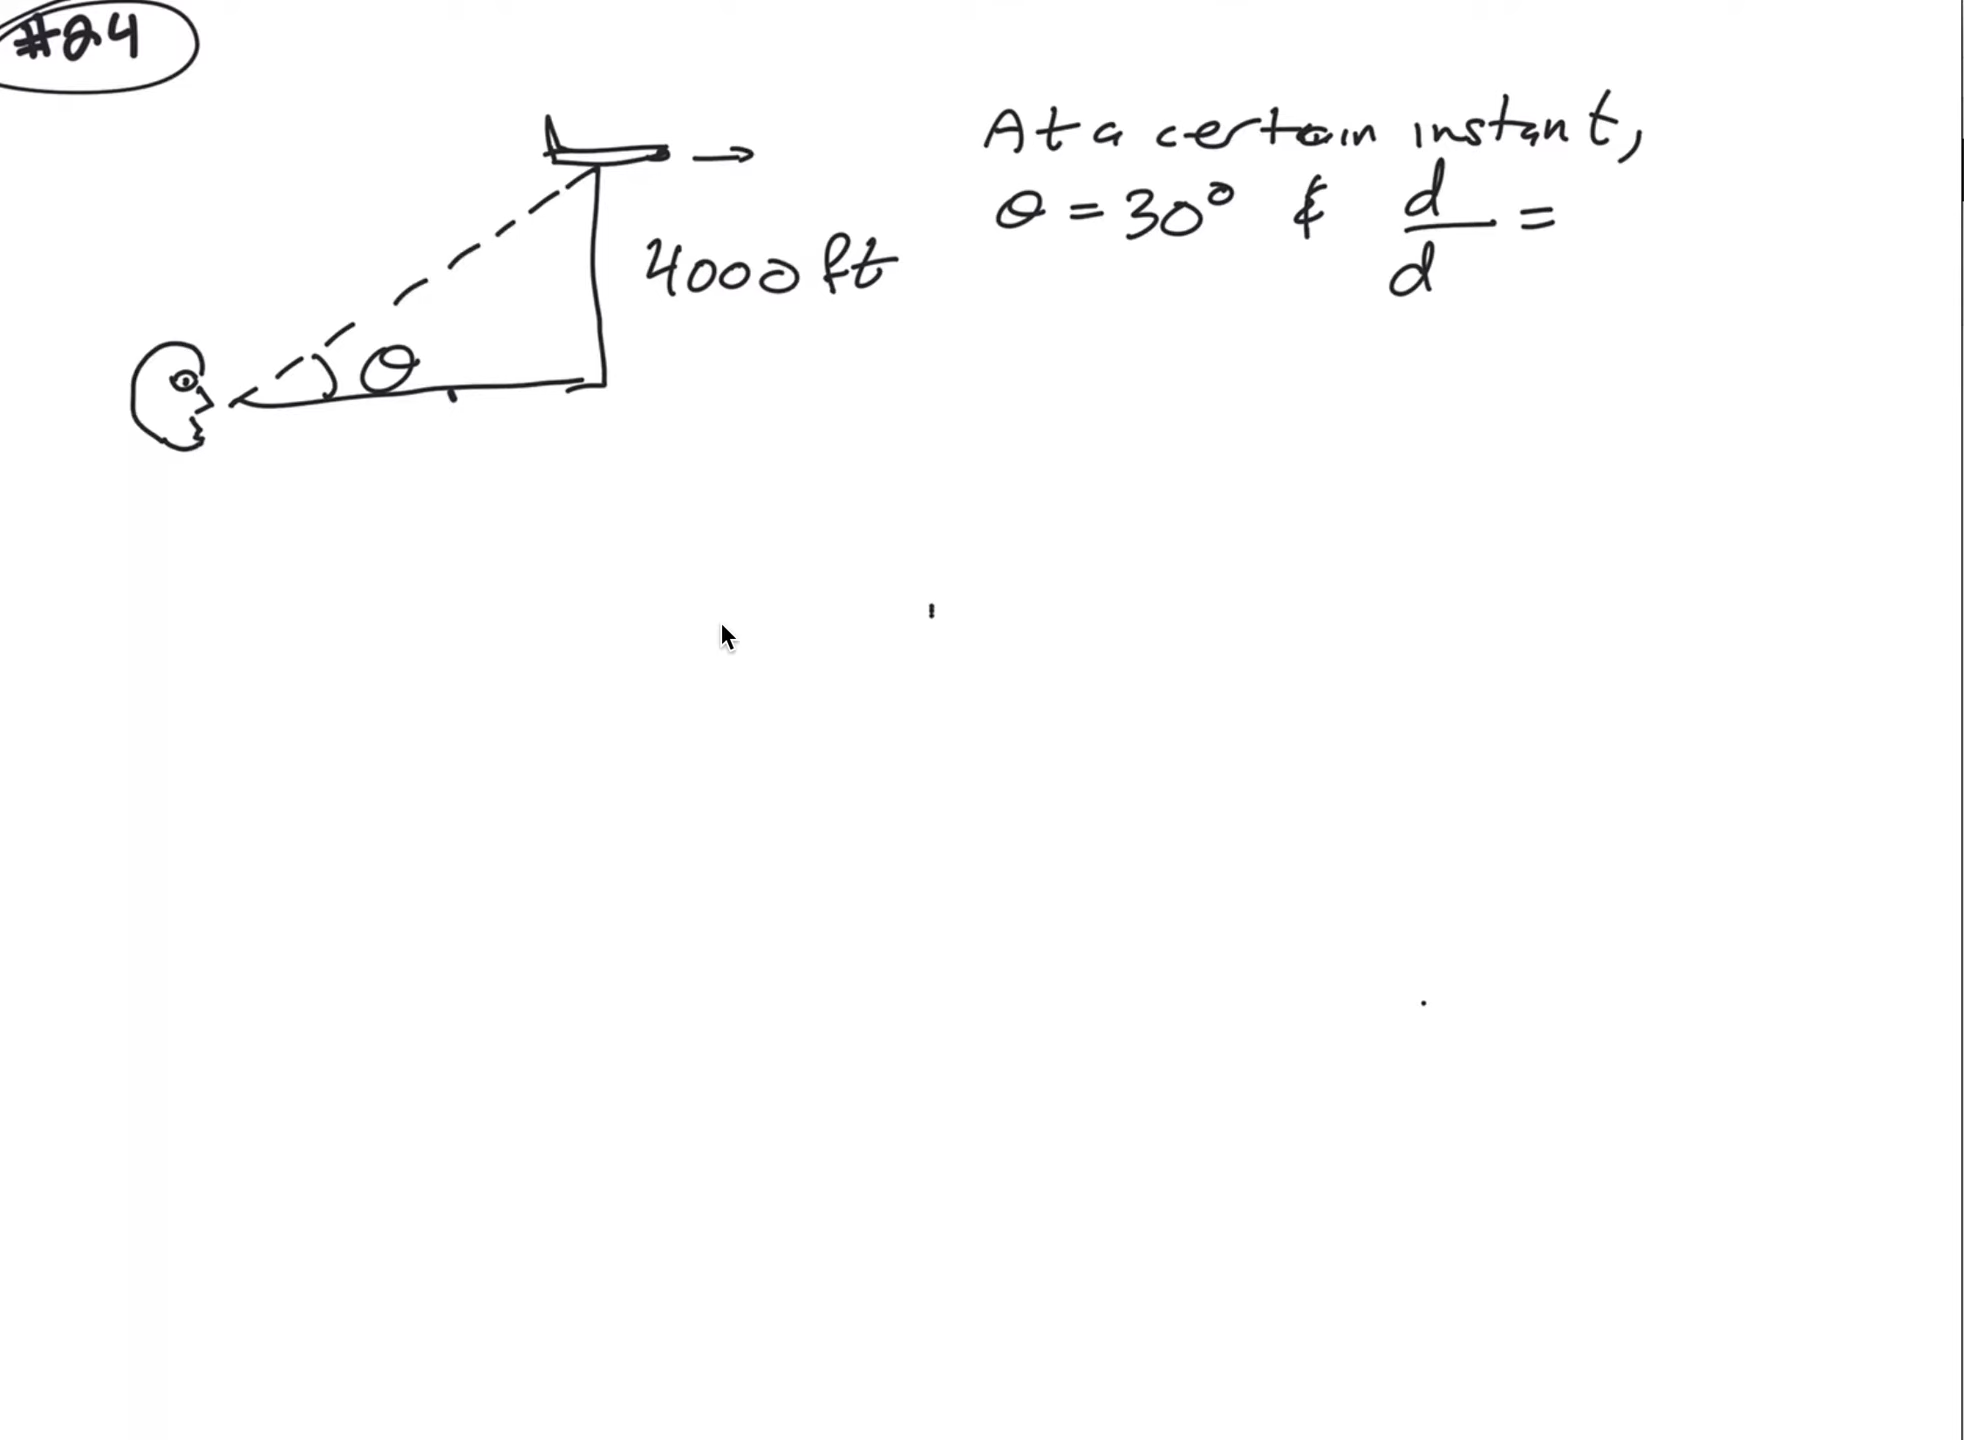 #24
At a certain instant,
θ = 30° & d/d =
4000 ft
θ